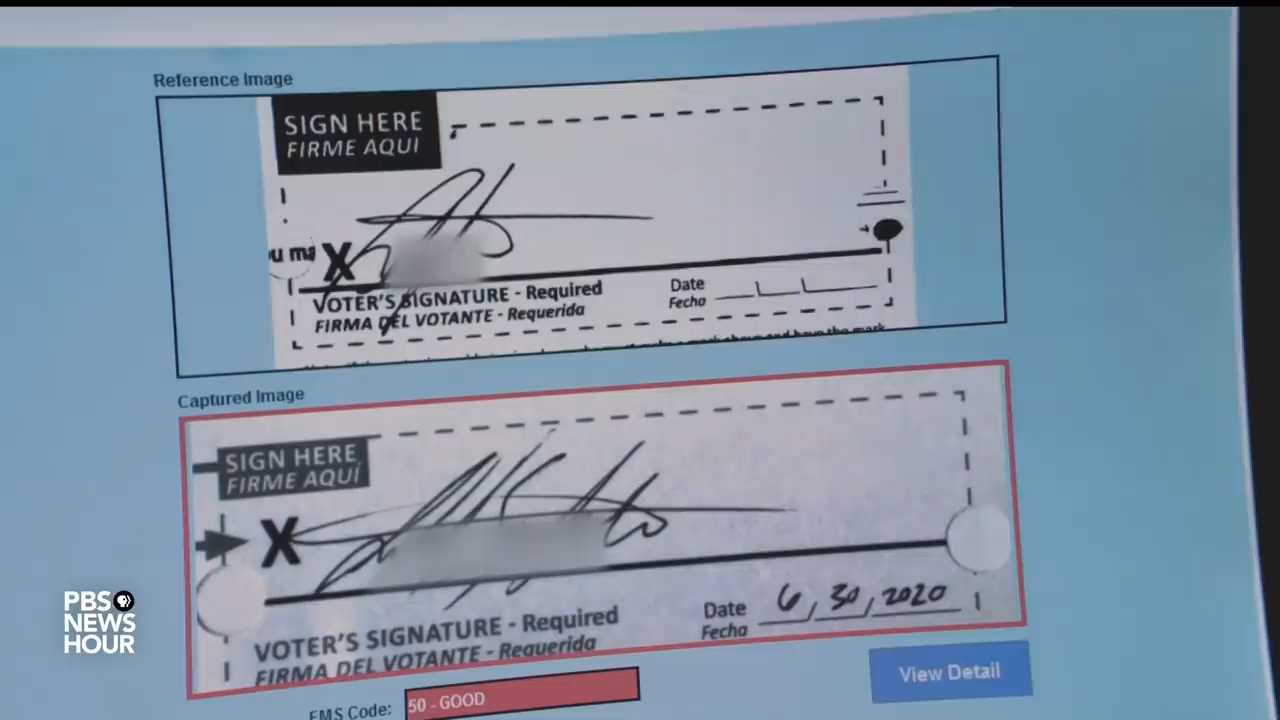 Reference Image
SIGN HERE
FIRME AQUI
u ma
X
VOTER'S SIGNATURE - Required
FIRMA DEL VOTANTE - Requerida
Date
Fecha
Captured Image
SIGN HERE
FIRME AQUÍ
X
VOTER'S SIGNATURE - Required
FIRMA DEL VOTANTE - Requerida
Date 6/30/2020
Fecha
EMS Code: 50 - GOOD
View Detail
PBS
NEWS
HOUR